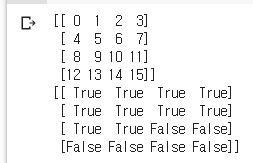 [[ 0  1  2  3]
 [ 4  5  6  7]
 [ 8  9 10 11]
 [12 13 14 15]]
[[ True  True  True  True]
 [ True  True  True  True]
 [ True  True False False]
 [False False False False]]